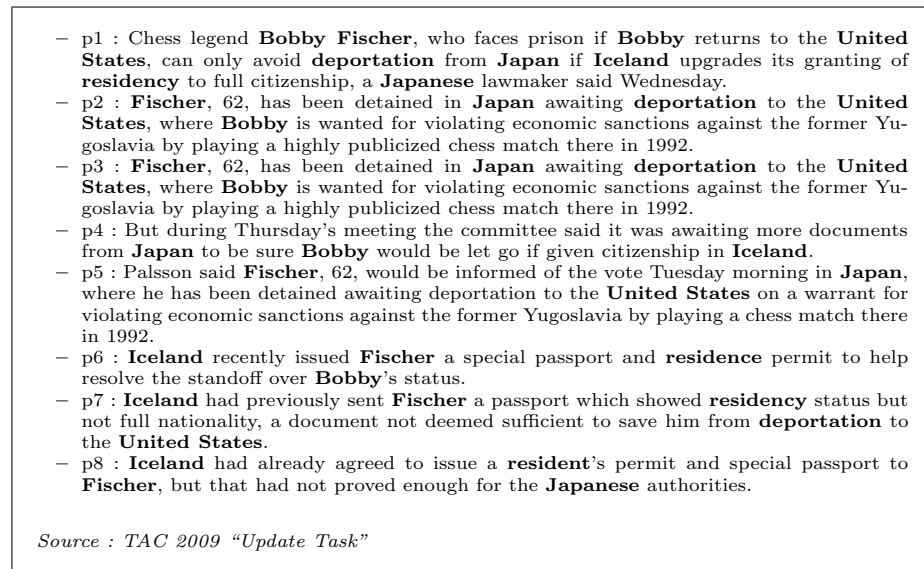 – p1 : Chess legend Bobby Fischer, who faces prison if Bobby returns to the United
States, can only avoid deportation from Japan if Iceland upgrades its granting of
residency to full citizenship, a Japanese lawmaker said Wednesday.
– p2 : Fischer, 62, has been detained in Japan awaiting deportation to the United
States, where Bobby is wanted for violating economic sanctions against the former Yu-
goslavia by playing a highly publicized chess match there in 1992.
– p3 : Fischer, 62, has been detained in Japan awaiting deportation to the United
States, where Bobby is wanted for violating economic sanctions against the former Yu-
goslavia by playing a highly publicized chess match there in 1992.
– p4 : But during Thursday's meeting the committee said it was awaiting more documents
from Japan to be sure Bobby would be let go if given citizenship in Iceland.
– p5 : Palsson said Fischer, 62, would be informed of the vote Tuesday morning in Japan,
where he has been detained awaiting deportation to the United States on a warrant for
violating economic sanctions against the former Yugoslavia by playing a chess match there
in 1992.
– p6 : Iceland recently issued Fischer a special passport and residence permit to help
resolve the standoff over Bobby's status.
– p7 : Iceland had previously sent Fischer a passport which showed residency status but
not full nationality, a document not deemed sufficient to save him from deportation to
the United States.
– p8 : Iceland had already agreed to issue a resident's permit and special passport to
Fischer, but that had not proved enough for the Japanese authorities.
Source : TAC 2009 “Update Task”